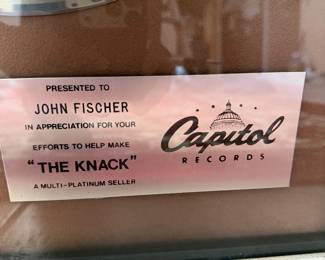 PRESENTED TO
JOHN FISCHER
IN APPRECIATION FOR YOUR
EFFORTS TO HELP MAKE
"THE KNACK"
A MULTI-PLATINUM SELLER
Capitol
RECORDS